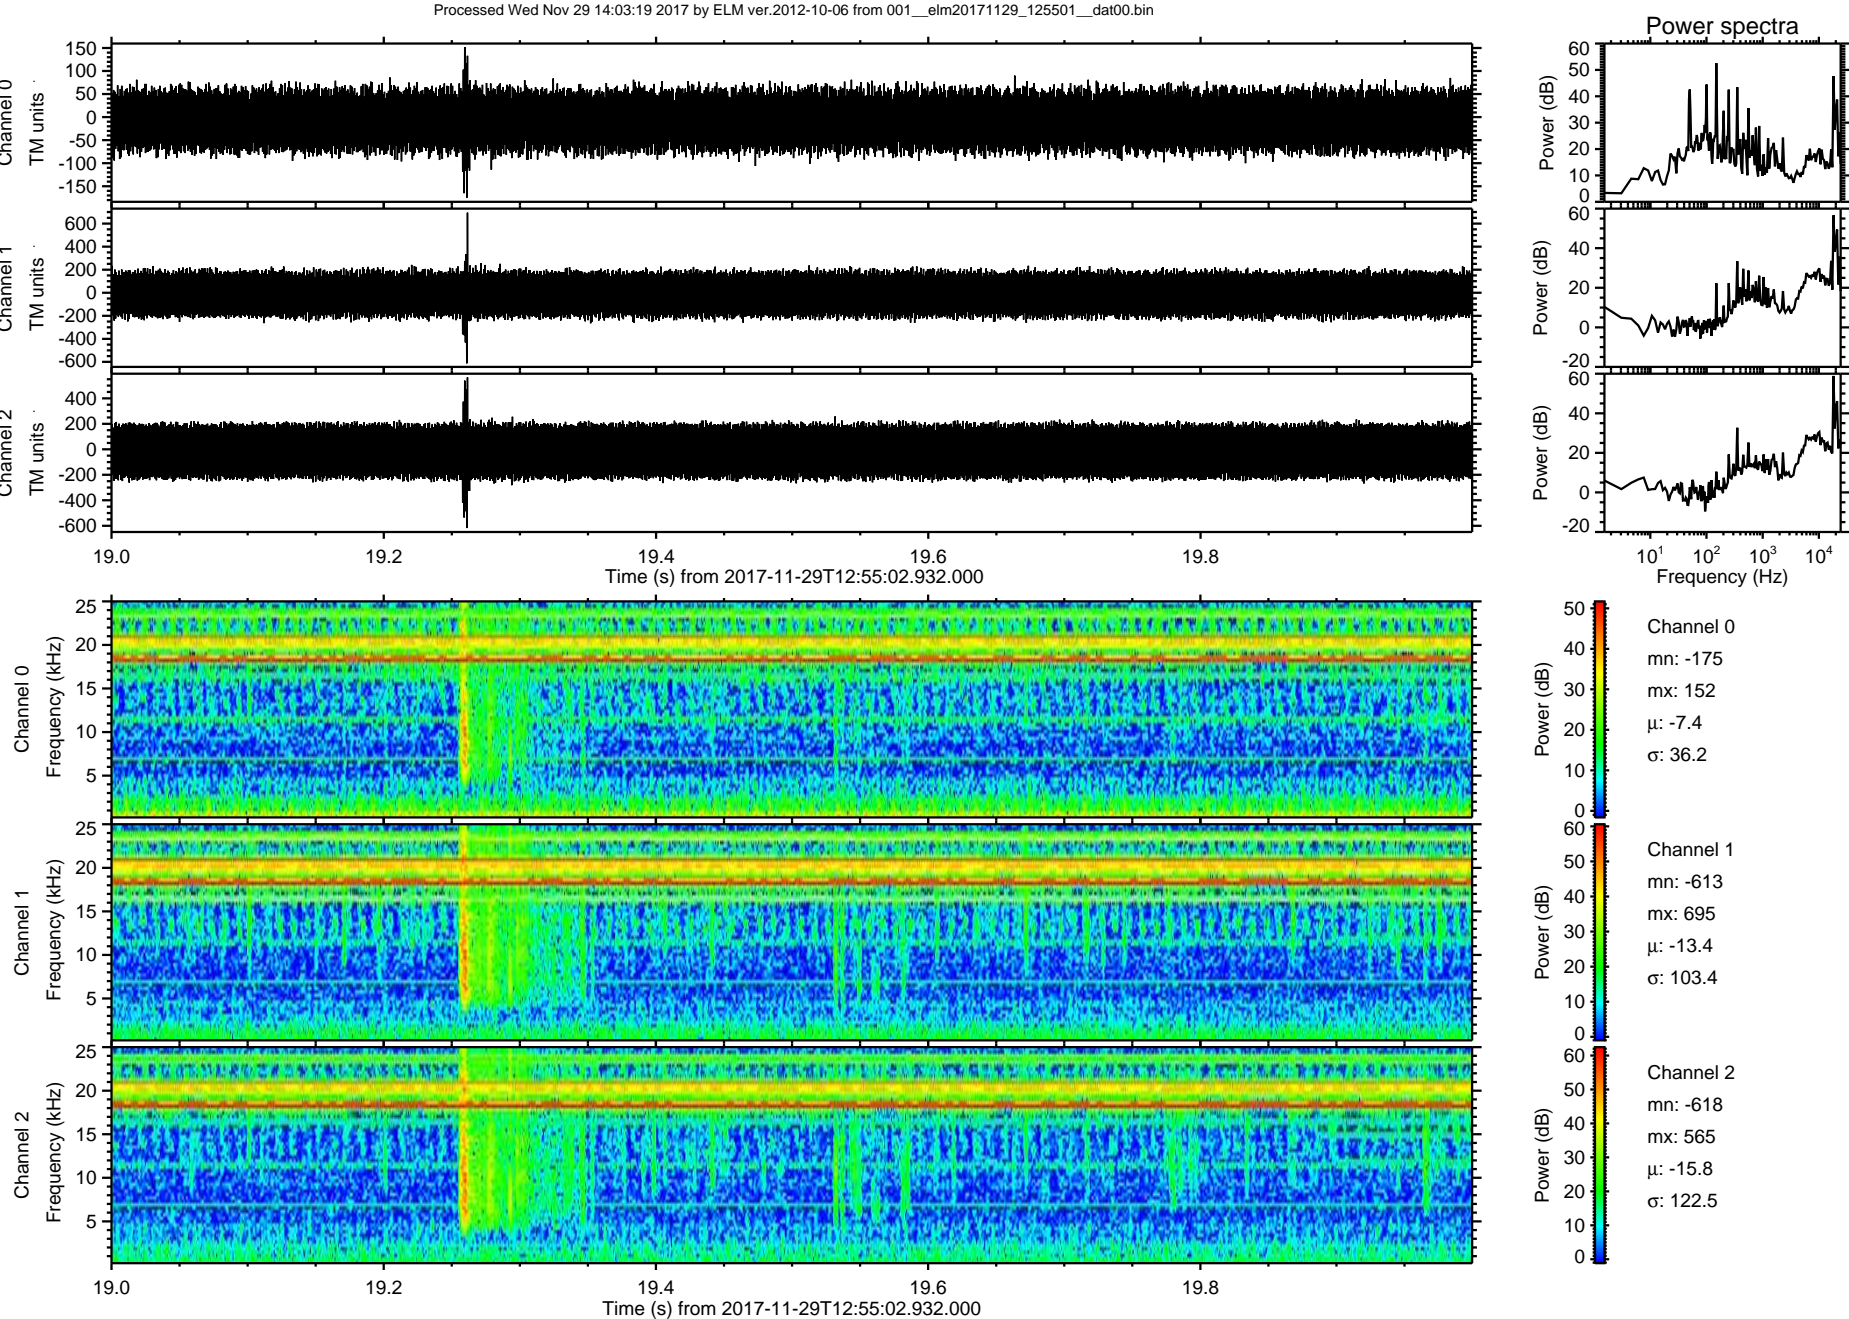 Processed Wed Nov 29 14:03:19 2017 by ELM ver.2012-10-06 from 001__elm20171129_125501__dat00.bin
Power spectra
Channel 0
TM units
150
100
50
0
-50
-100
-150
Power (dB)
60
50
40
30
20
10
0
Channel 1
TM units
600
400
200
0
-200
-400
-600
Power (dB)
60
40
20
0
-20
Channel 2
TM units
400
200
0
-200
-400
-600
Power (dB)
60
40
20
0
-20
19.0 19.2 19.4 19.6 19.8
Time (s) from 2017-11-29T12:55:02.932.000
10¹ 10² 10³ 10⁴
Frequency (Hz)
Channel 0
Frequency (kHz)
25
20
15
10
5
Power (dB)
50
40
30
20
10
0
Channel 0
mn: -175
mx: 152
μ: -7.4
σ: 36.2
Channel 1
Frequency (kHz)
25
20
15
10
5
Power (dB)
60
50
40
30
20
10
0
Channel 1
mn: -613
mx: 695
μ: -13.4
σ: 103.4
Channel 2
Frequency (kHz)
25
20
15
10
5
Power (dB)
60
50
40
30
20
10
0
Channel 2
mn: -618
mx: 565
μ: -15.8
σ: 122.5
19.0 19.2 19.4 19.6 19.8
Time (s) from 2017-11-29T12:55:02.932.000